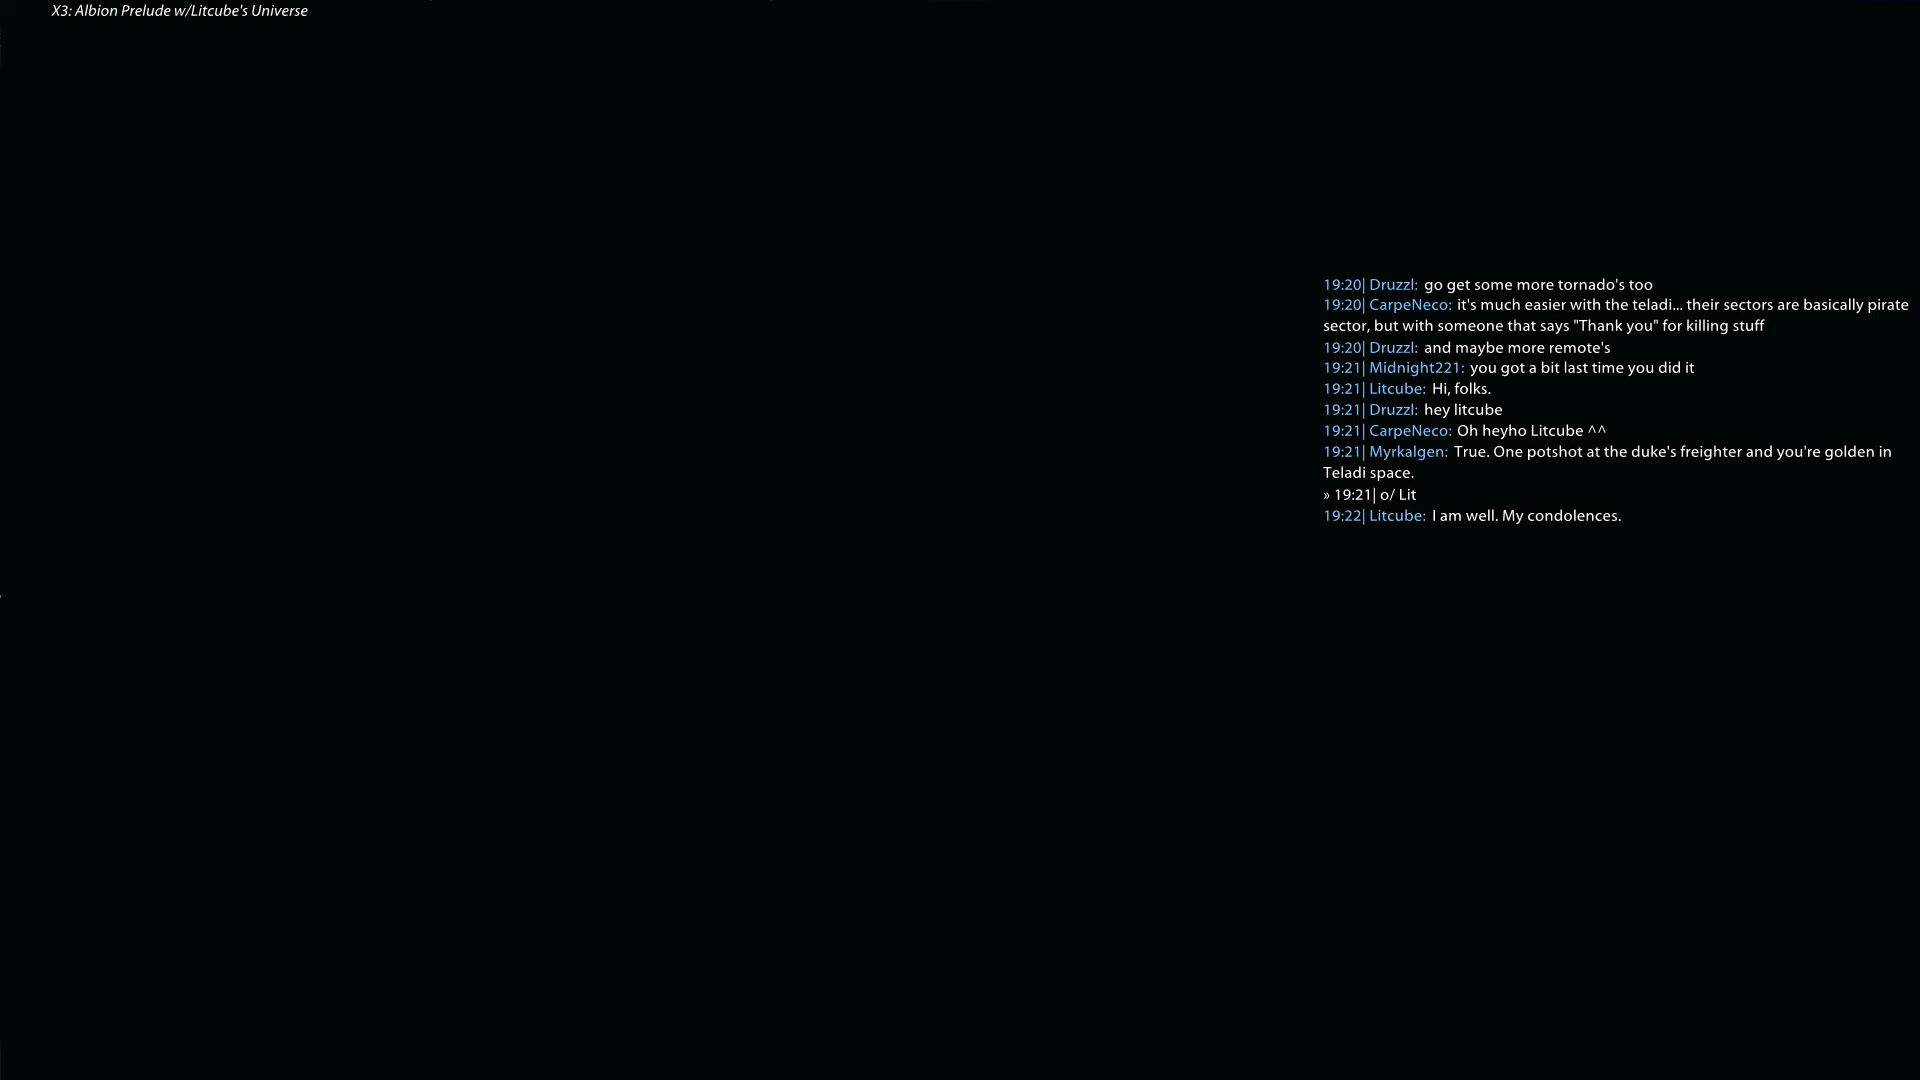 X3: Albion Prelude w/Litcube's Universe
19:20| Druzzl: go get some more tornado's too
19:20| CarpeNeco: it's much easier with the teladi... their sectors are basically pirate
sector, but with someone that says "Thank you" for killing stuff
19:20| Druzzl: and maybe more remote's
19:21| Midnight221: you got a bit last time you did it
19:21| Litcube: Hi, folks.
19:21| Druzzl: hey litcube
19:21| CarpeNeco: Oh heyho Litcube ^^
19:21| Myrkalgen: True. One potshot at the duke's freighter and you're golden in
Teladi space.
» 19:21| o/ Lit
19:22| Litcube: I am well. My condolences.